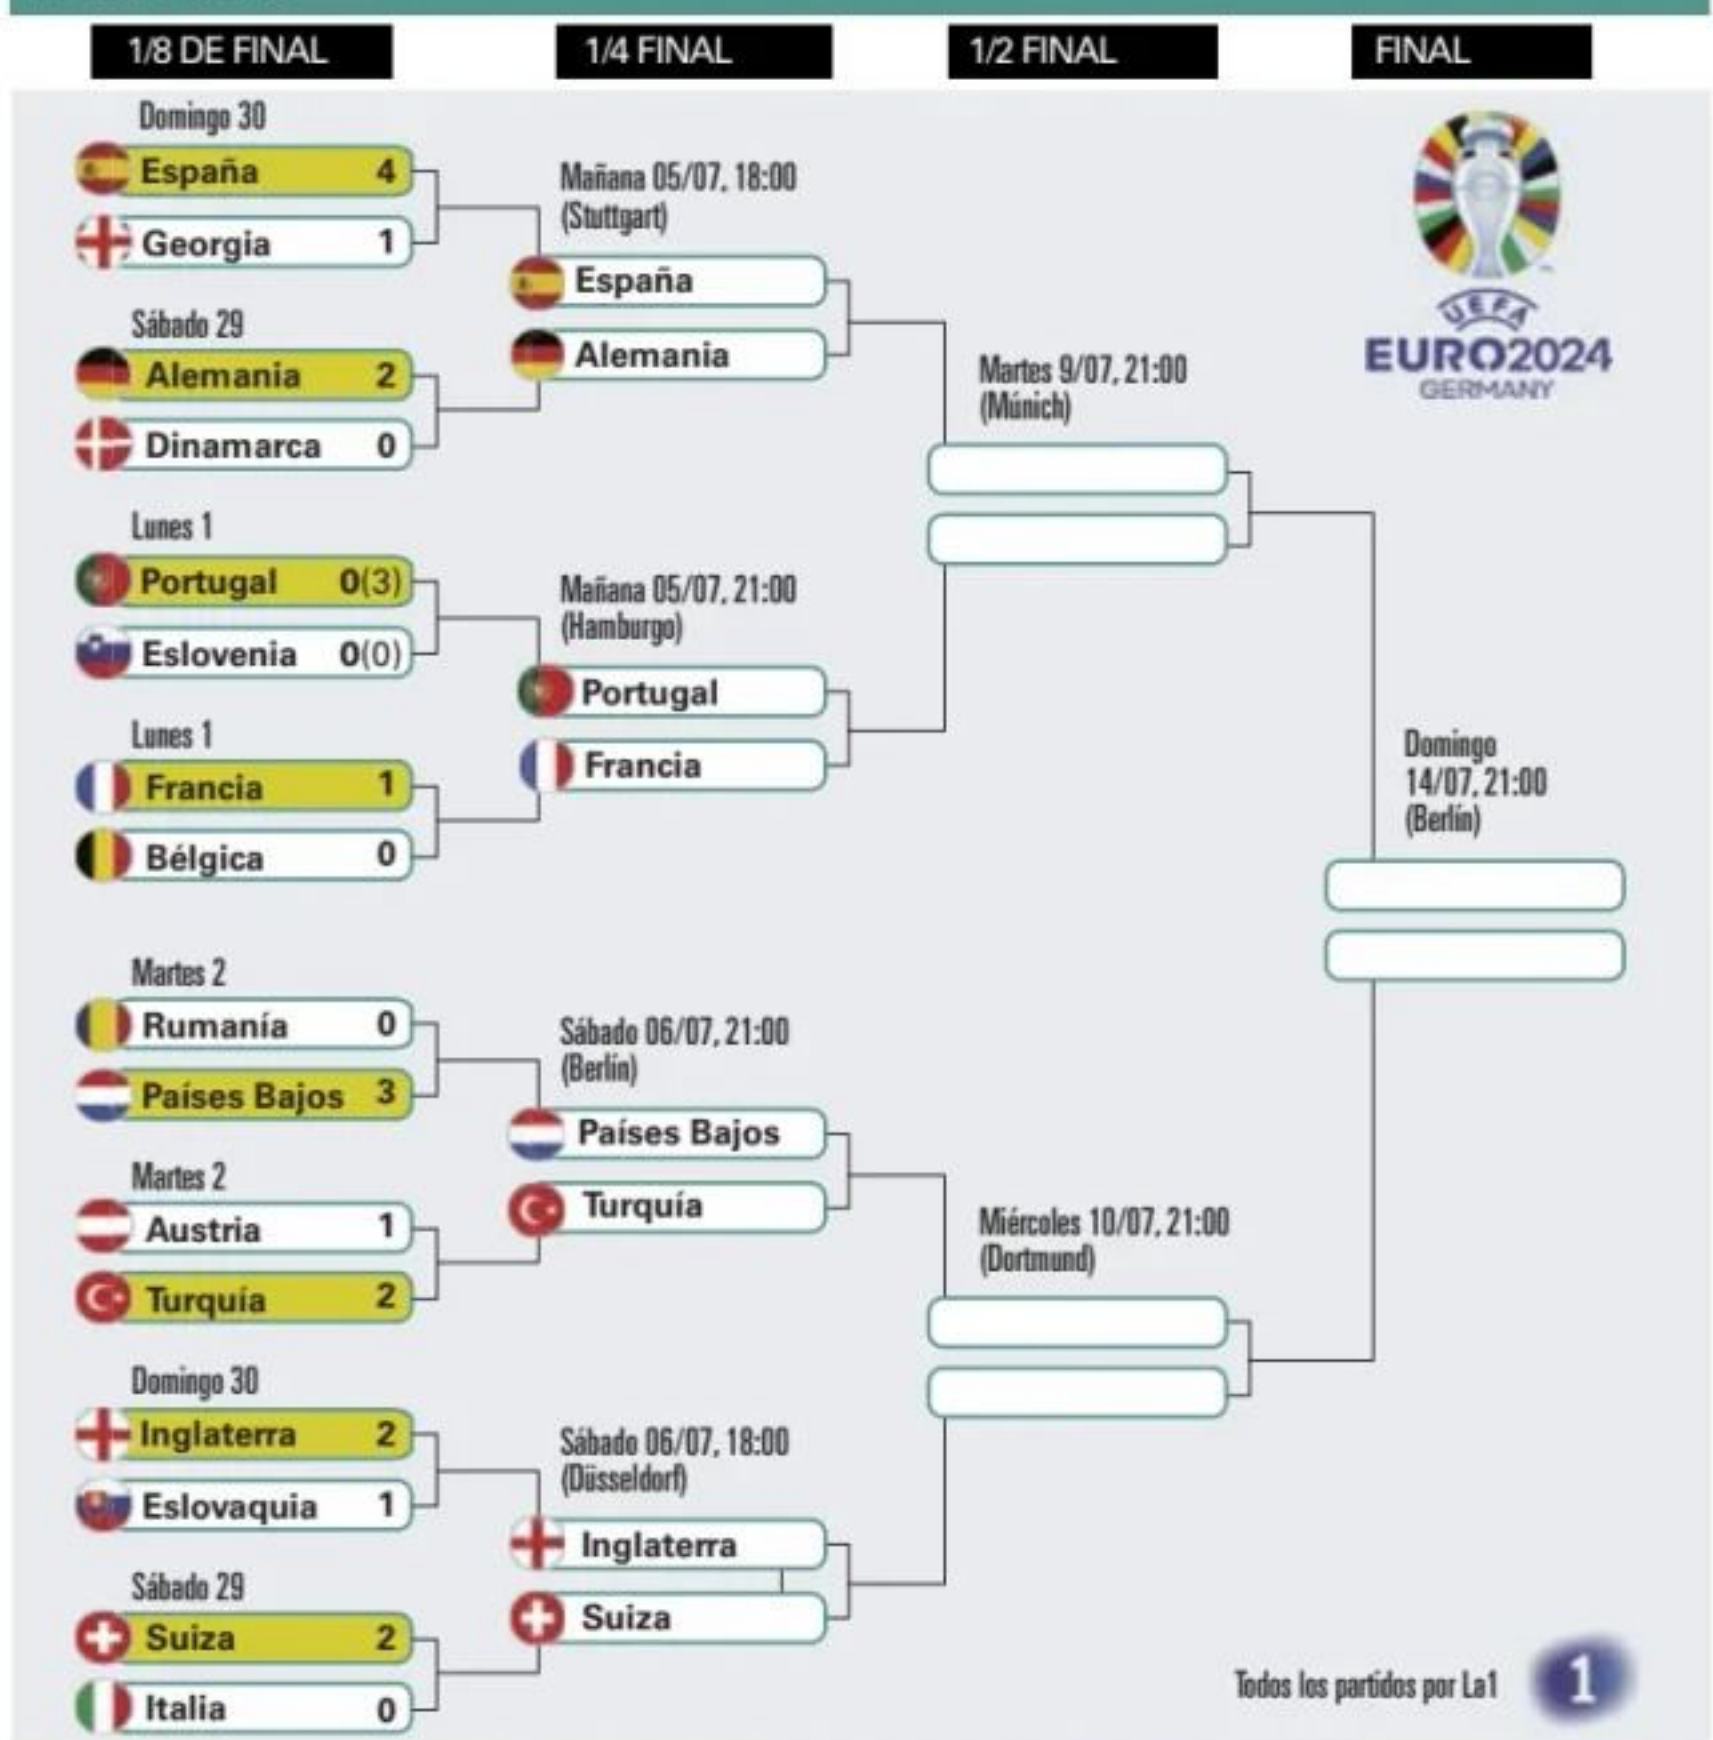 1/8 DE FINAL
1/4 FINAL
1/2 FINAL
FINAL
Domingo 30
España 4
Georgia 1
Sábado 29
Alemania 2
Dinamarca 0
Lunes 1
Portugal 0(3)
Eslovenia 0(0)
Lunes 1
Francia 1
Bélgica 0
Martes 2
Rumanía 0
Países Bajos 3
Martes 2
Austria 1
Turquía 2
Domingo 30
Inglaterra 2
Eslovaquia 1
Sábado 29
Suiza 2
Italia 0
Mañana 05/07, 18:00
(Stuttgart)
España
Alemania
Mañana 05/07, 21:00
(Hamburgo)
Portugal
Francia
Sábado 06/07, 21:00
(Berlín)
Países Bajos
Turquía
Sábado 06/07, 18:00
(Düsseldorf)
Inglaterra
Suiza
Martes 9/07, 21:00
(Múnich)
Miércoles 10/07, 21:00
(Dortmund)
UEFA
EURO2024
GERMANY
Domingo
14/07, 21:00
(Berlín)
Todos los partidos por La1
1